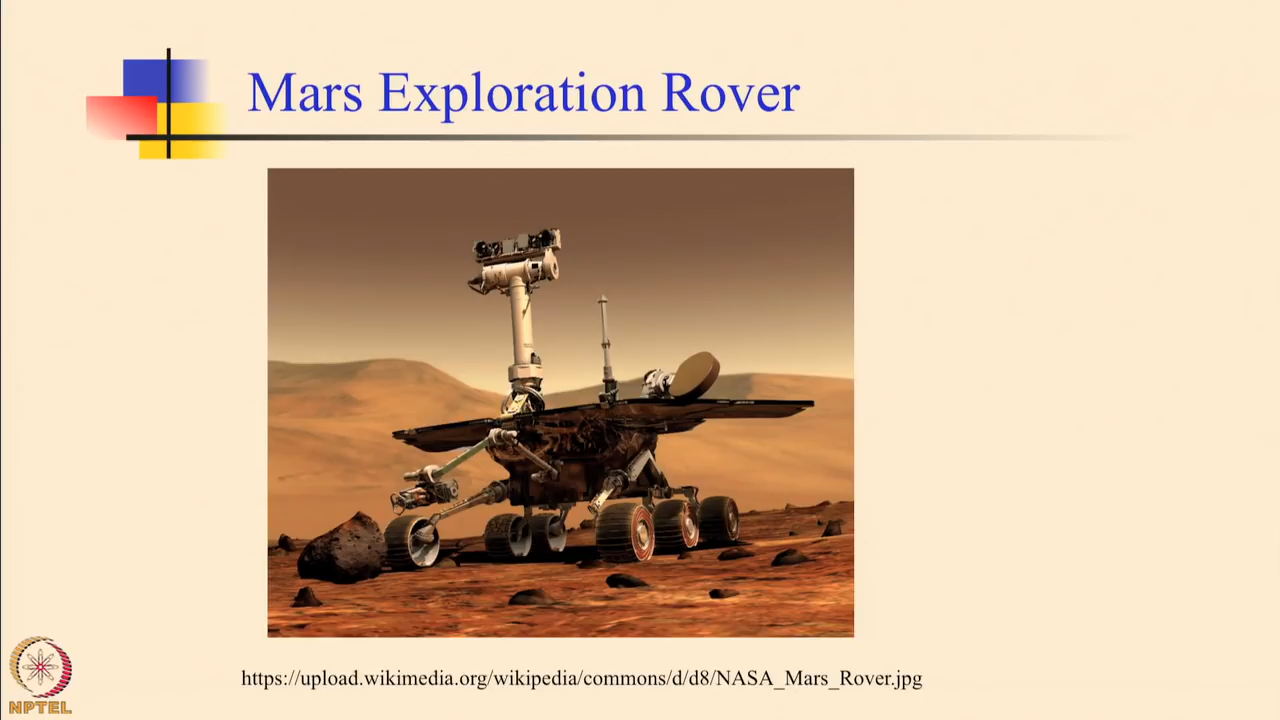 Mars Exploration Rover
https://upload.wikimedia.org/wikipedia/commons/d/d8/NASA_Mars_Rover.jpg
NPTEL